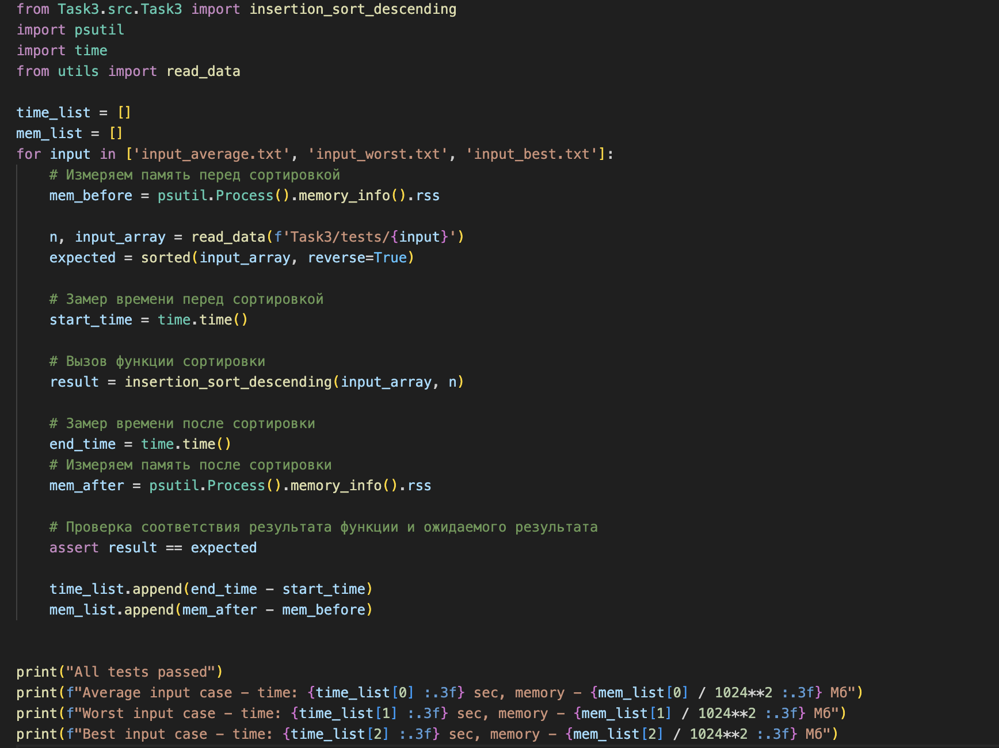 from Task3.src.Task3 import insertion_sort_descending
import psutil
import time
from utils import read_data

time_list = []
mem_list = []
for input in ['input_average.txt', 'input_worst.txt', 'input_best.txt']:
    # Измеряем память перед сортировкой
    mem_before = psutil.Process().memory_info().rss

    n, input_array = read_data(f'Task3/tests/{input}')
    expected = sorted(input_array, reverse=True)

    # Замер времени перед сортировкой
    start_time = time.time()

    # Вызов функции сортировки
    result = insertion_sort_descending(input_array, n)

    # Замер времени после сортировки
    end_time = time.time()
    # Измеряем память после сортировки
    mem_after = psutil.Process().memory_info().rss

    # Проверка соответствия результата функции и ожидаемого результата
    assert result == expected

    time_list.append(end_time - start_time)
    mem_list.append(mem_after - mem_before)


print("All tests passed")
print(f"Average input case - time: {time_list[0] :.3f} sec, memory - {mem_list[0] / 1024**2 :.3f} Мб")
print(f"Worst input case - time: {time_list[1] :.3f} sec, memory - {mem_list[1] / 1024**2 :.3f} Мб")
print(f"Best input case - time: {time_list[2] :.3f} sec, memory - {mem_list[2] / 1024**2 :.3f} Мб")